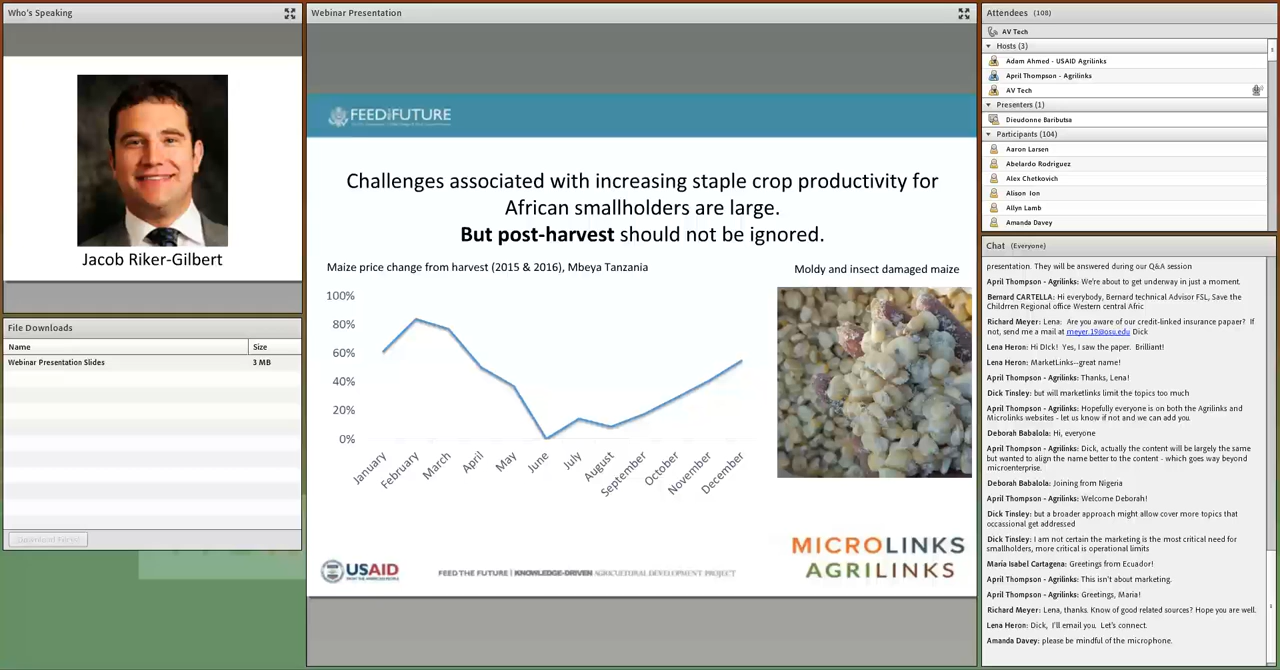 Who's Speaking
Jacob Riker-Gilbert
File Downloads
Name Size
Webinar Presentation Slides 3 MB
Webinar Presentation
FEED THE FUTURE
Challenges associated with increasing staple crop productivity for
African smallholders are large.
But post-harvest should not be ignored.
Maize price change from harvest (2015 & 2016), Mbeya Tanzania
Moldy and insect damaged maize
100%
80%
60%
40%
20%
0%
January
February
March
April
May
June
July
August
September
October
November
December
USAID
FEED THE FUTURE | KNOWLEDGE-DRIVEN AGRICULTURAL DEVELOPMENT PROJECT
MICROLINKS
AGRILINKS
Attendees (108)
AV Tech
Hosts (3)
Adam Ahmed - USAID Agrilinks
April Thompson - Agrilinks
AV Tech
Presenters (1)
Dieudonne Baributsa
Participants (104)
Aaron Larsen
Abelardo Rodriguez
Alex Chetkovich
Alison Ion
Allyn Lamb
Amanda Davey
Chat (Everyone)
presentation. They will be answered during our Q&A session
April Thompson - Agrilinks: We're about to get underway in just a moment.
Bernard CARTELLA: Hi everybody, Bernard technical Advisor FSL, Save the
Childrren Regional office Western central Afric
Richard Meyer: Lena: Are you aware of our credit-linked insurance papaer? If
not, send me a mail at meyer.19@osu.edu Dick
Lena Heron: Hi DIck! Yes, I saw the paper. Brilliant!
Lena Heron: MarketLinks--great name!
April Thompson - Agrilinks: Thanks, Lena!
Dick Tinsley: but will marketlinks limit the topics too much
April Thompson - Agrilinks: Hopefully everyone is on both the Agrilinks and
Microlinks websites - let us know if not and we can add you.
Deborah Babalola: Hi, everyone
April Thompson - Agrilinks: Dick, actually the content will be largely the same
but wanted to align the name better to the content - which goes way beyond
microenterprise.
Deborah Babalola: Joining from Nigeria
April Thompson - Agrilinks: Welcome Deborah!
Dick Tinsley: but a broader approach might allow cover more topics that
occassional get addressed
Dick Tinsley: I am not certain the marketing is the most critical need for
smallholders, more critical is operational limits
María Isabel Cartagena: Greetings from Ecuador!
April Thompson - Agrilinks: This isn't about marketing.
April Thompson - Agrilinks: Greetings, Maria!
Richard Meyer: Lena, thanks. Know of good related sources? Hope you are well.
Lena Heron: Dick, I'll email you. Let's connect.
Amanda Davey: please be mindful of the microphone.